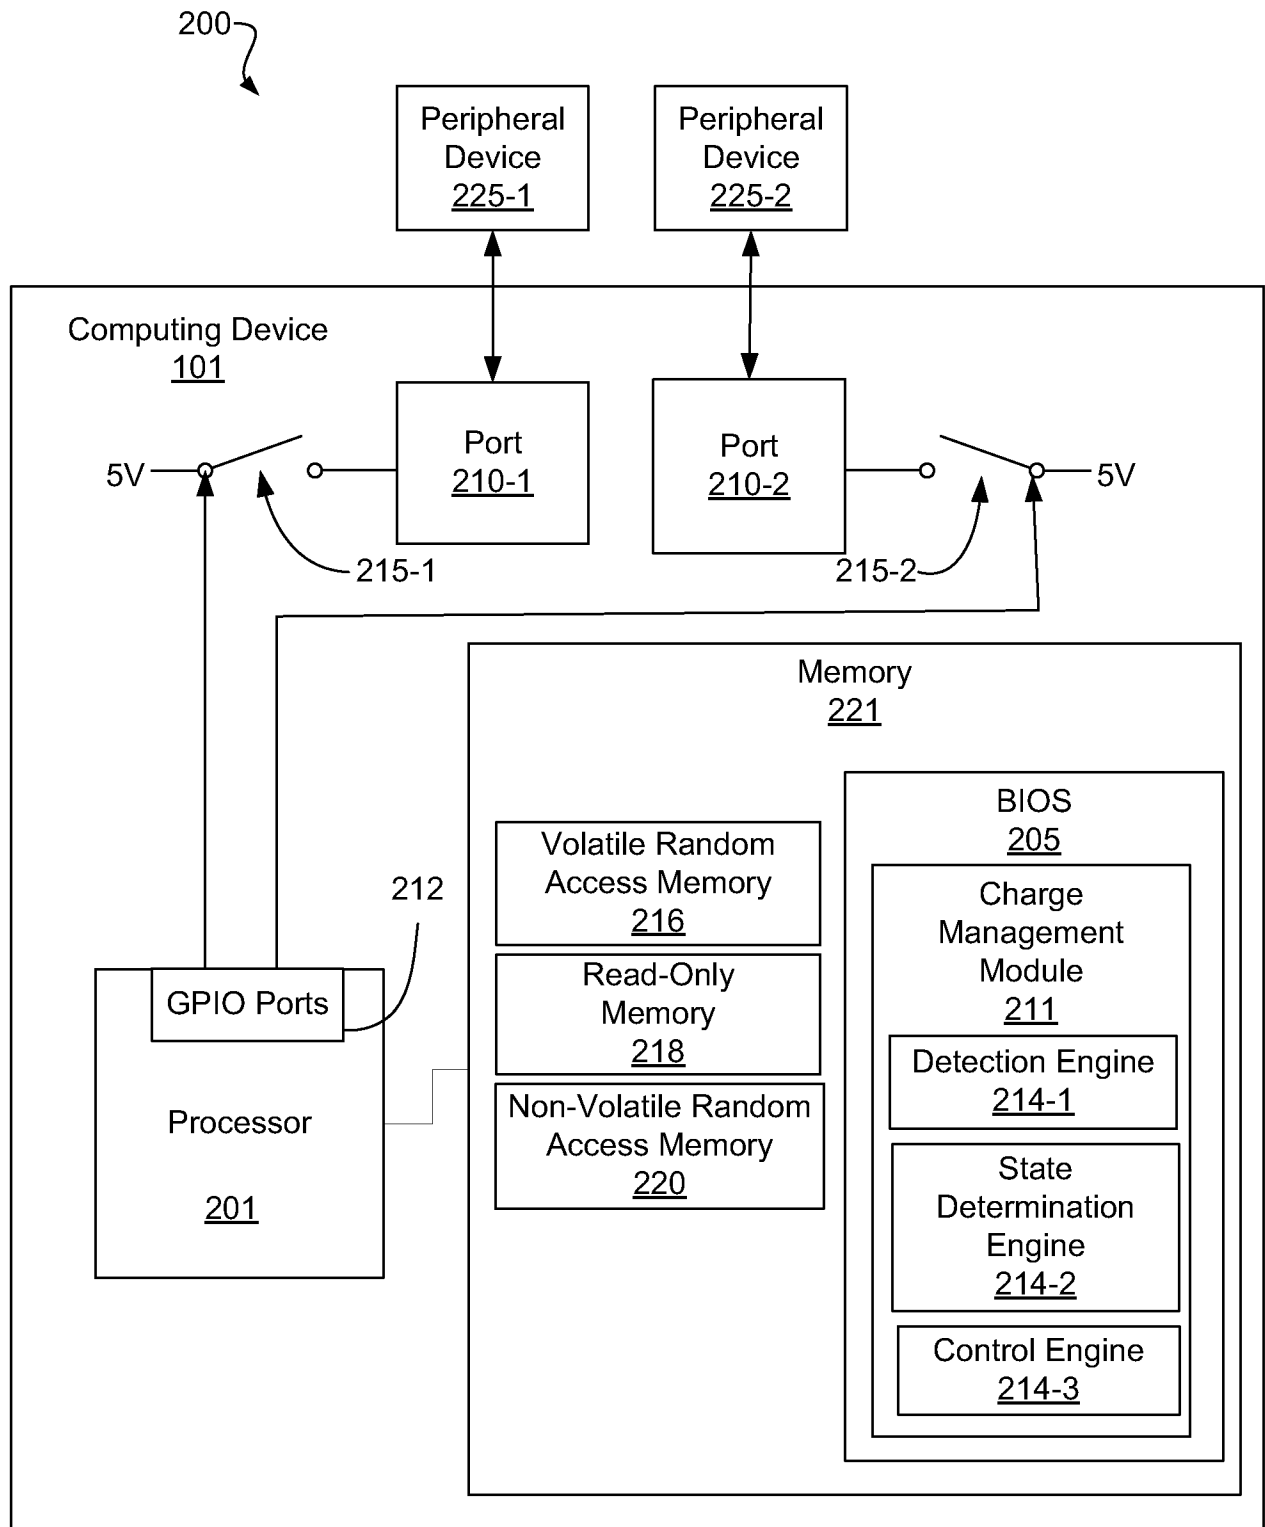 200
Peripheral
Device
225-1
Peripheral
Device
225-2
Computing Device
101
5V
Port
210-1
Port
210-2
5V
215-1
215-2
Memory
221
BIOS
205
Volatile Random
Access Memory
216
Charge
Management
Module
211
212
Read-Only
Memory
218
GPIO Ports
Detection Engine
214-1
Non-Volatile Random
Access Memory
220
Processor
201
State
Determination
Engine
214-2
Control Engine
214-3